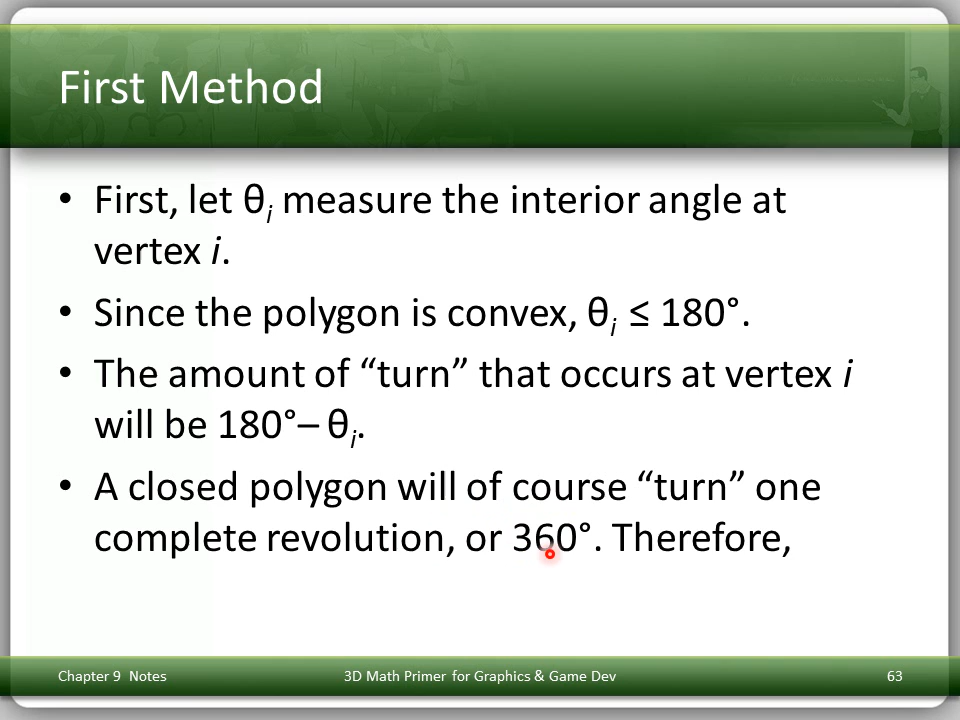 First Method
• First, let θi measure the interior angle at
vertex i.
• Since the polygon is convex, θi ≤ 180°.
• The amount of “turn” that occurs at vertex i
will be 180°– θi.
• A closed polygon will of course “turn” one
complete revolution, or 360°. Therefore,
Chapter 9 Notes
3D Math Primer for Graphics & Game Dev
63